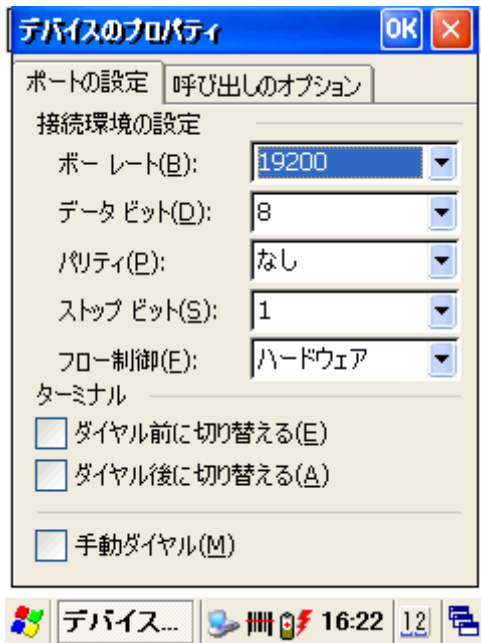 デバイスのプロパティ OK
ポートの設定 呼び出しのオプション
接続環境の設定
ボー レート(B): 19200
データ ビット(D): 8
パリティ(P): なし
ストップ ビット(S): 1
フロー制御(F): ハードウェア
ターミナル
ダイヤル前に切り替える(E)
ダイヤル後に切り替える(A)
手動ダイヤル(M)
デバイス... 16:22 12